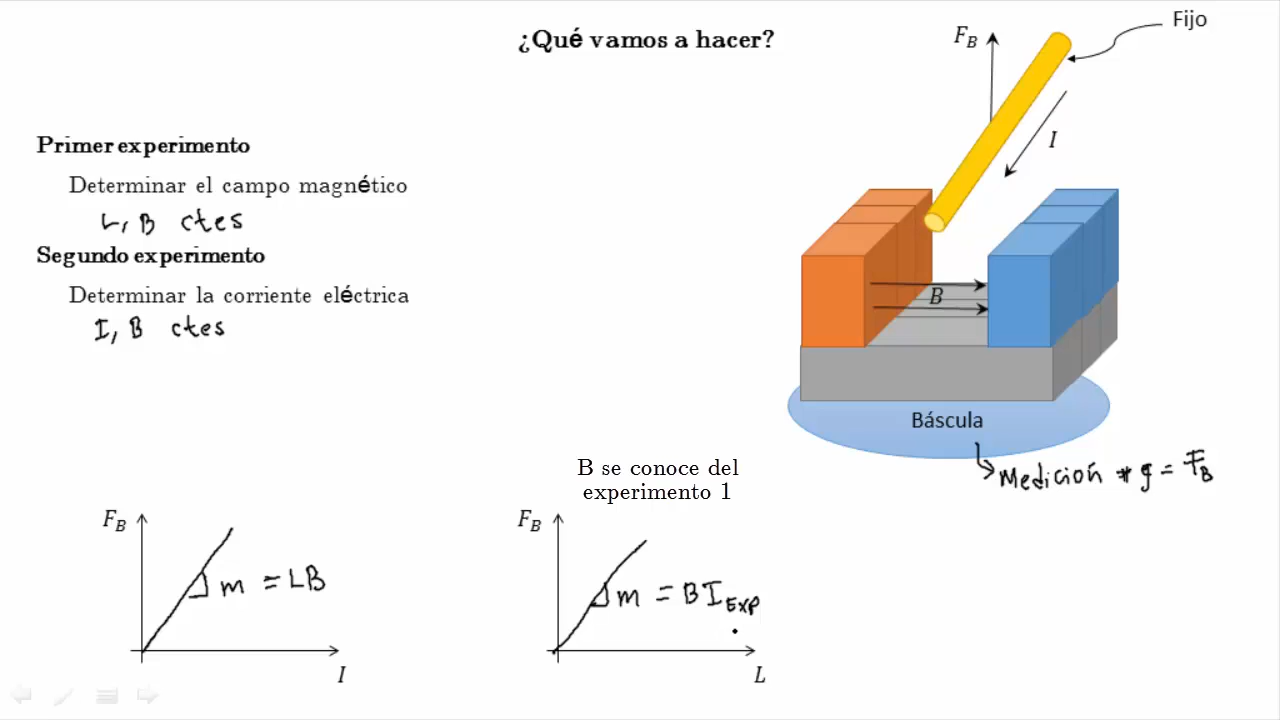 ¿Qué vamos a hacer?
Primer experimento
Determinar el campo magnético
L, B ctes
Segundo experimento
Determinar la corriente eléctrica
I, B ctes
F_B
Fijo
I
B
Báscula
Medición * g = F_B
B se conoce del
experimento 1
F_B
m = LB
I
F_B
m = BI_EXP
L